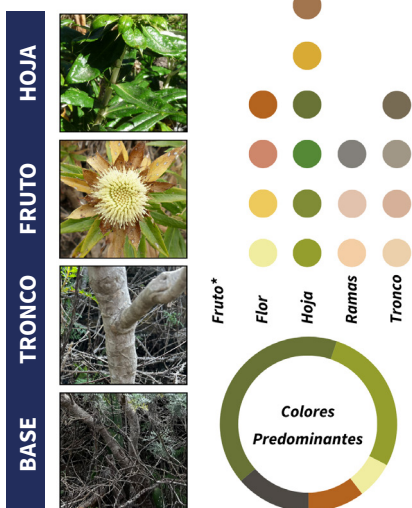 HOJA
FRUTO
TRONCO
BASE
Fruto*
Flor
Hoja
Ramas
Tronco
Colores
Predominantes